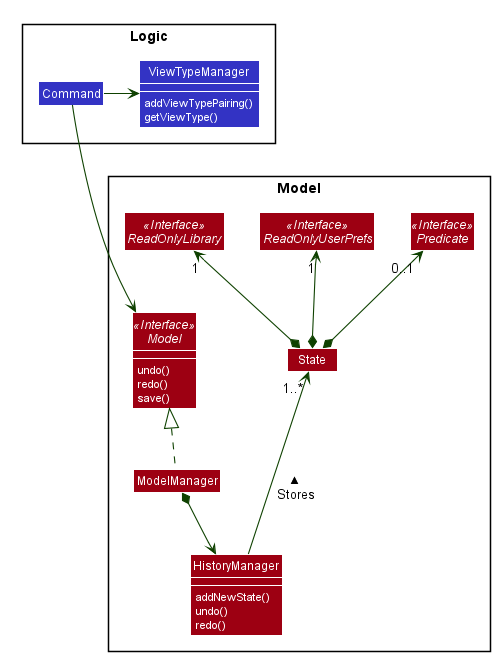 Logic
ViewTypeManager
Command
addViewTypePairing()
getViewType()
Model
«Interface»
ReadOnlyLibrary
«Interface»
ReadOnlyUserPrefs
«Interface»
Predicate
1
1
0..1
«Interface»
Model
undo()
redo()
save()
State
1..*
ModelManager
▲
Stores
HistoryManager
addNewState()
undo()
redo()